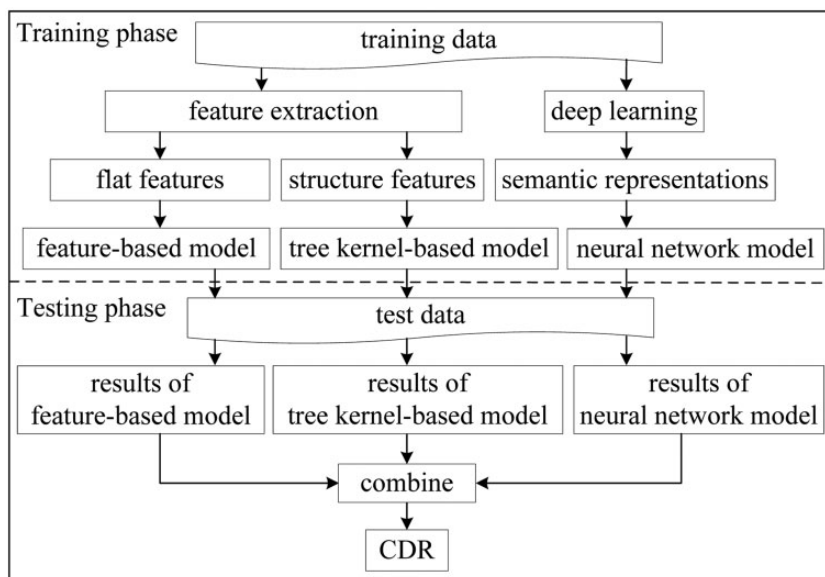 Training phase
training data
feature extraction
deep learning
flat features
structure features
semantic representations
feature-based model
tree kernel-based model
neural network model
Testing phase
test data
results of
feature-based model
results of
tree kernel-based model
results of
neural network model
combine
CDR